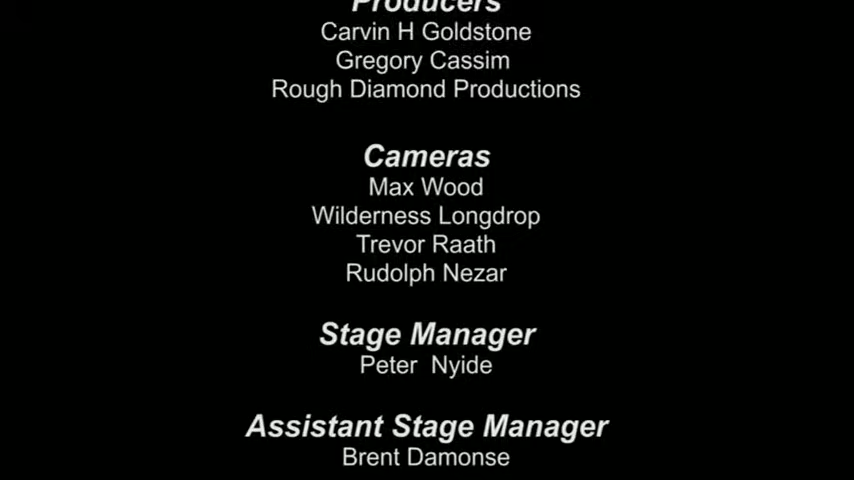 Producers
Carvin H Goldstone
Gregory Cassim
Rough Diamond Productions
Cameras
Max Wood
Wilderness Longdrop
Trevor Raath
Rudolph Nezar
Stage Manager
Peter  Nyide
Assistant Stage Manager
Brent Damonse